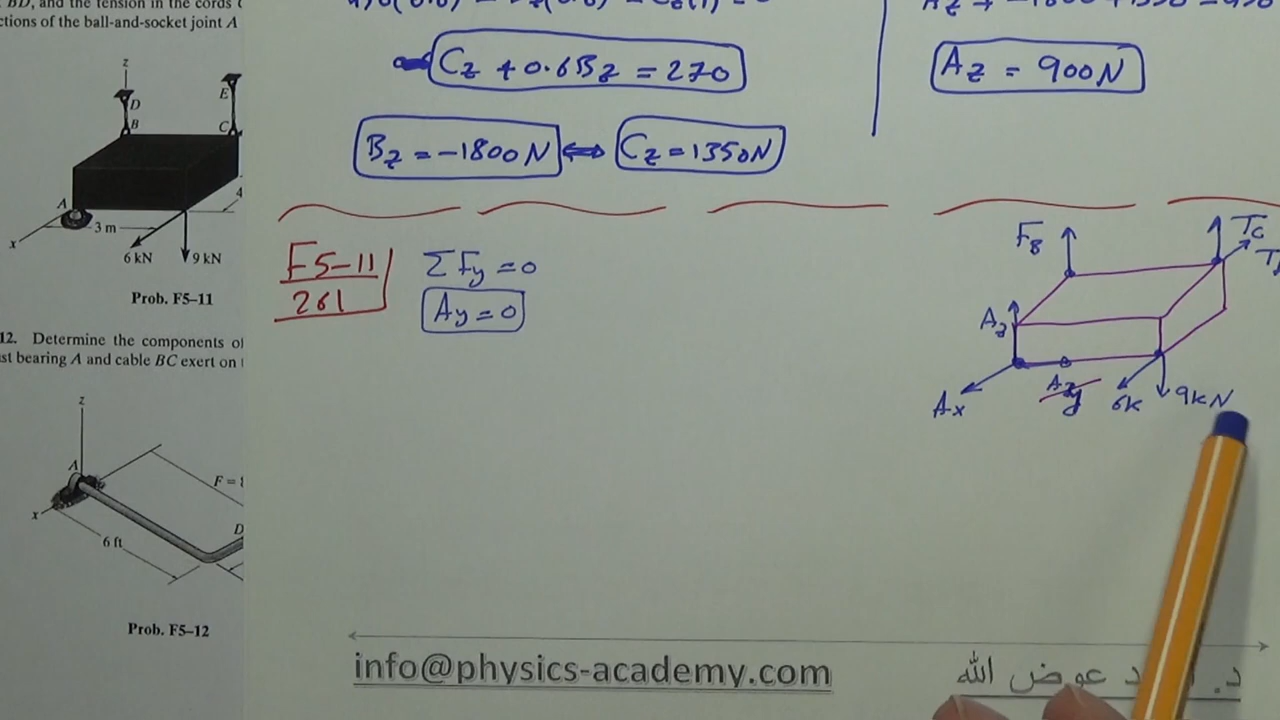 BD, and the tension in the cords
ctions of the ball-and-socket joint A
z
D
B
E
C
A
x
3 m
4
6 kN
9 kN
Prob. F5–11
12. Determine the components of
st bearing A and cable BC exert on
z
A
x
F =
D
6 ft
Prob. F5–12
Cz + 0.6Bz = 270
Bz = -1800N ⇔ Cz = 1350N
Az = 900N
F5-11
261
ΣFy = 0
Ay = 0
FB
Tc
Az
Ax
Ay
6k
9kN
info@physics-academy.com
د.
عوض الله